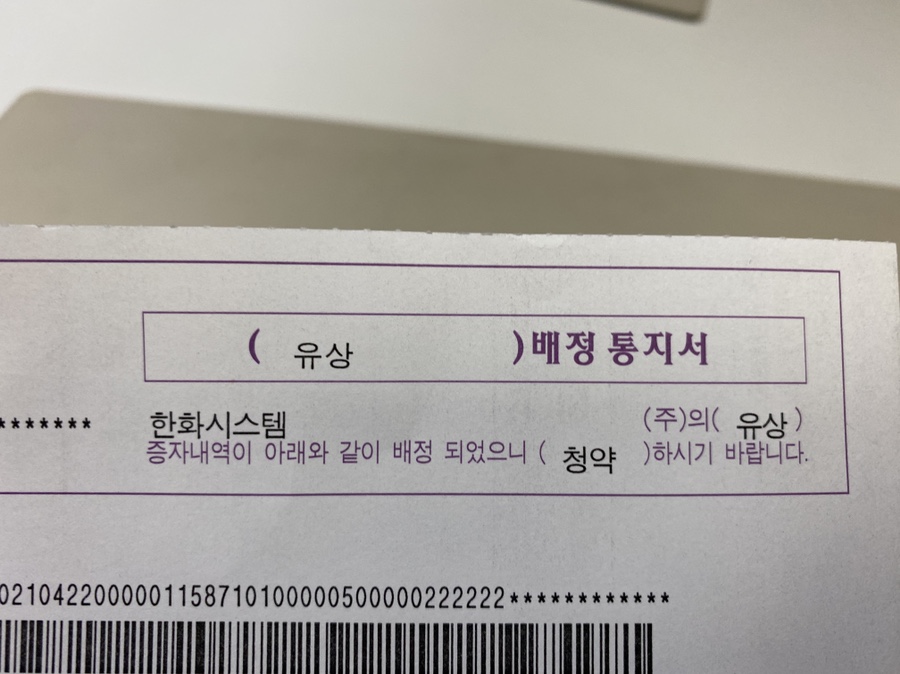 ( 유상 )배정 통지서
******* 한화시스템 (주)의( 유상 )
증자내역이 아래와 같이 배정 되었으니 ( 청약 )하시기 바랍니다.
02104220000011587101000005000002222222************